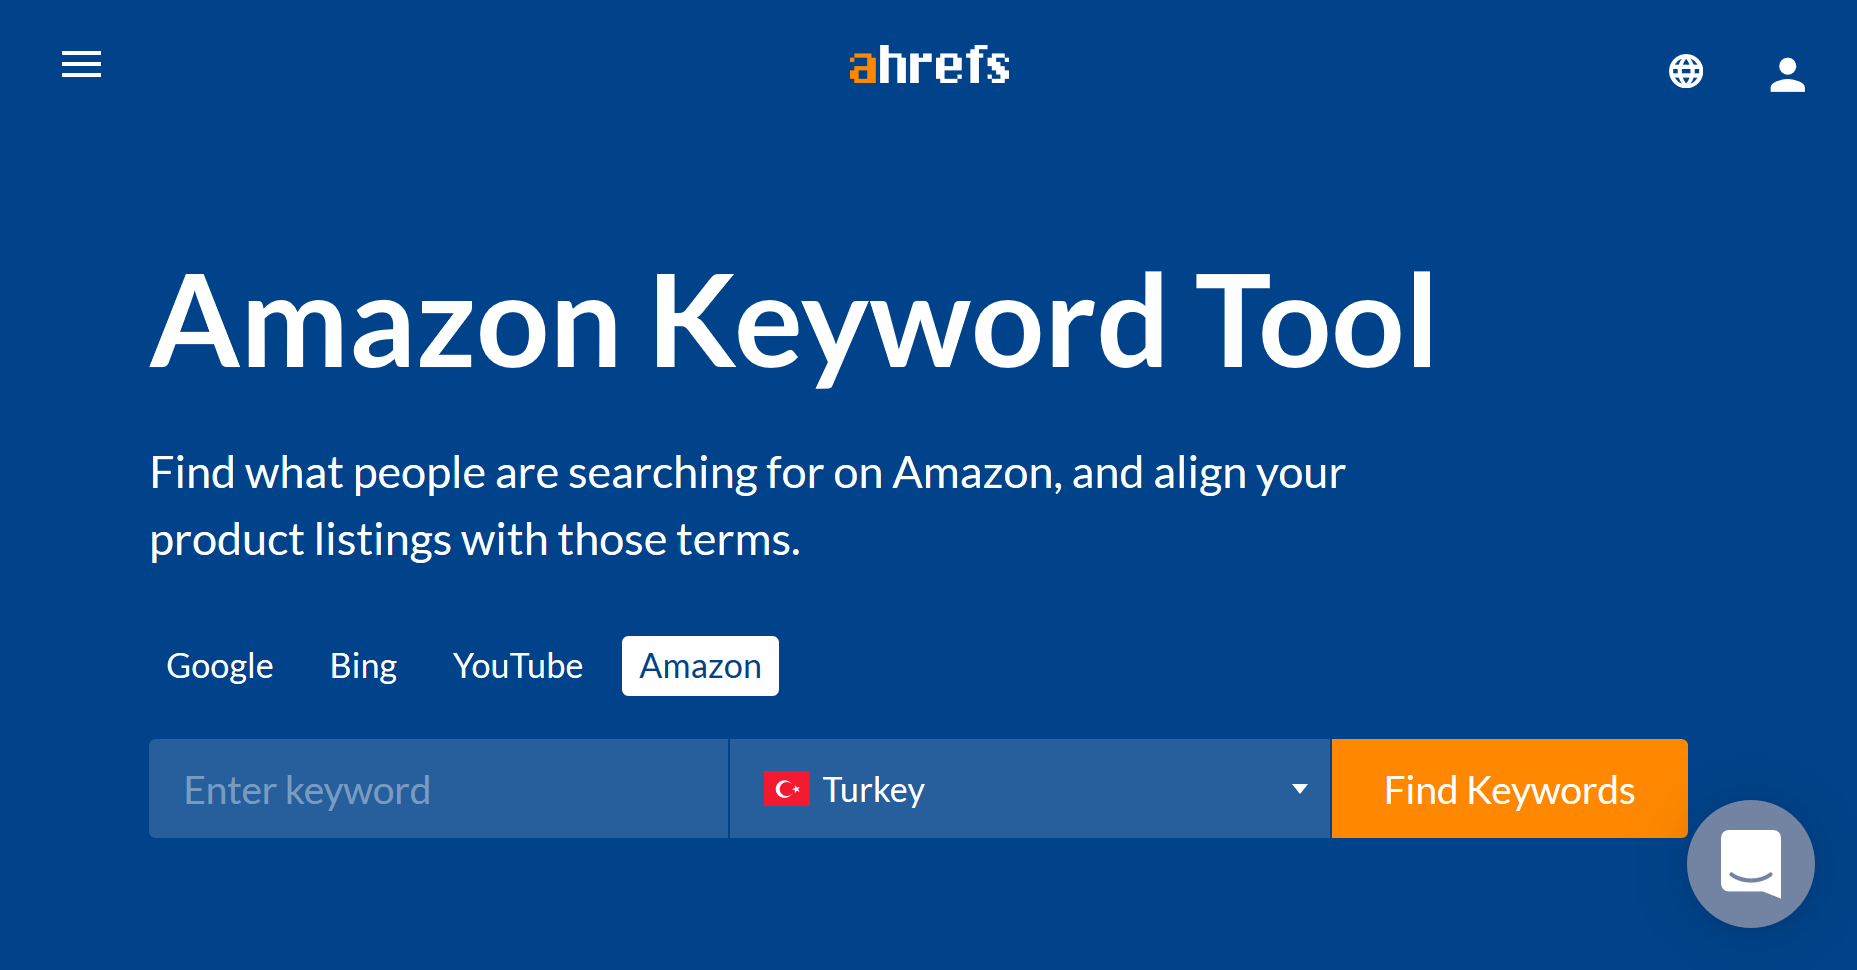 ahrefs
Amazon Keyword Tool
Find what people are searching for on Amazon, and align your
product listings with those terms.
Google Bing YouTube Amazon
Enter keyword Turkey Find Keywords